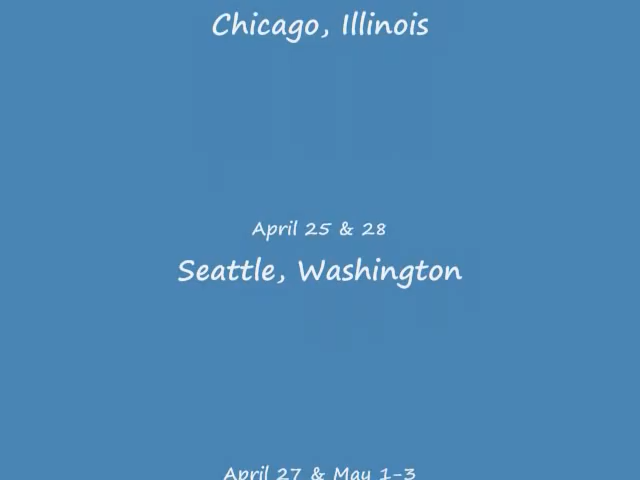 Chicago, Illinois
April 25 & 28
Seattle, Washington
April 27 & May 1-3